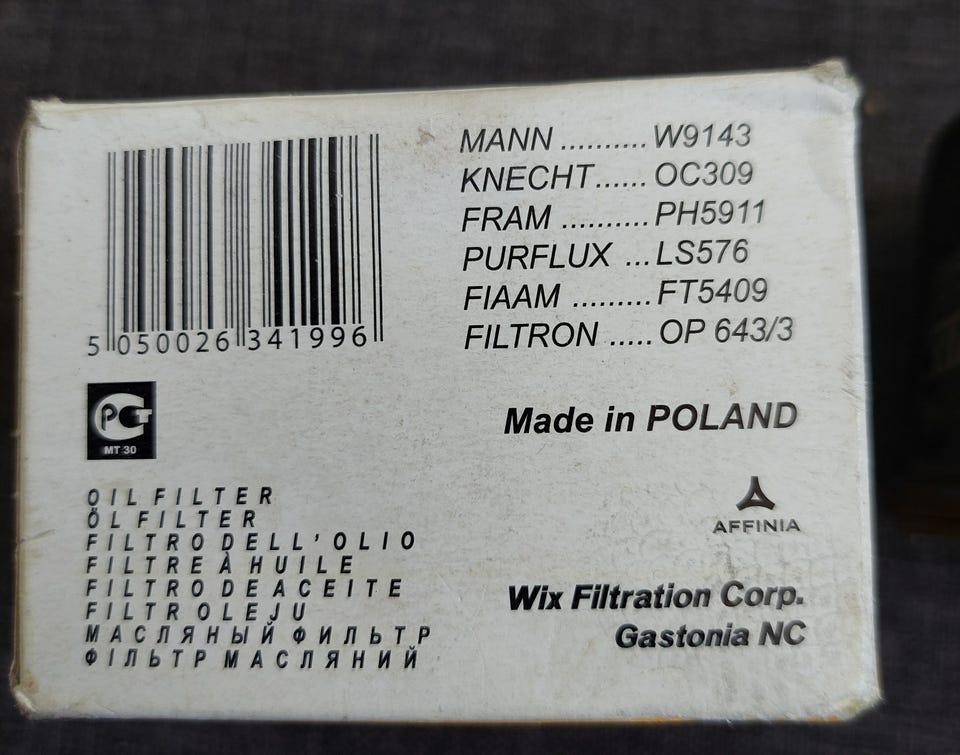 MANN .......... W9143
KNECHT...... OC309
FRAM .......... PH5911
PURFLUX ... LS576
FIAAM ......... FT5409
FILTRON ..... OP 643/3
5 050026 341996
Made in POLAND
РСТ
MT 30
OIL FILTER
ÖL FILTER
FILTRO DELL'OLIO
FILTRE À HUILE
FILTRO DE ACEITE
FILTR OLEJU
МАСЛЯНЫЙ ФИЛЬТР
ФІЛЬТР МАСЛЯНИЙ
AFFINIA
Wix Filtration Corp.
Gastonia NC